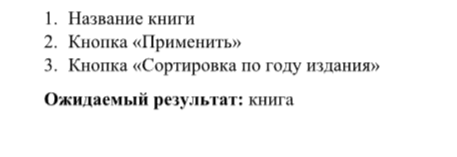 1. Название книги
2. Кнопка «Применить»
3. Кнопка «Сортировка по году издания»
Ожидаемый результат: книга